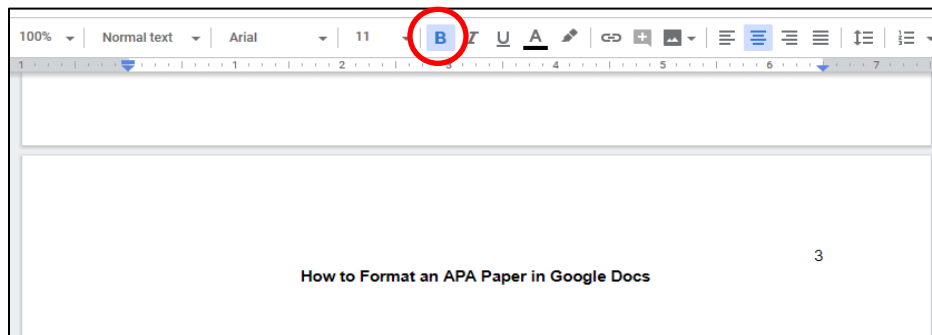 100% Normal text Arial 11 B I U A
1 1 2 3 4 5 6 7
3
How to Format an APA Paper in Google Docs